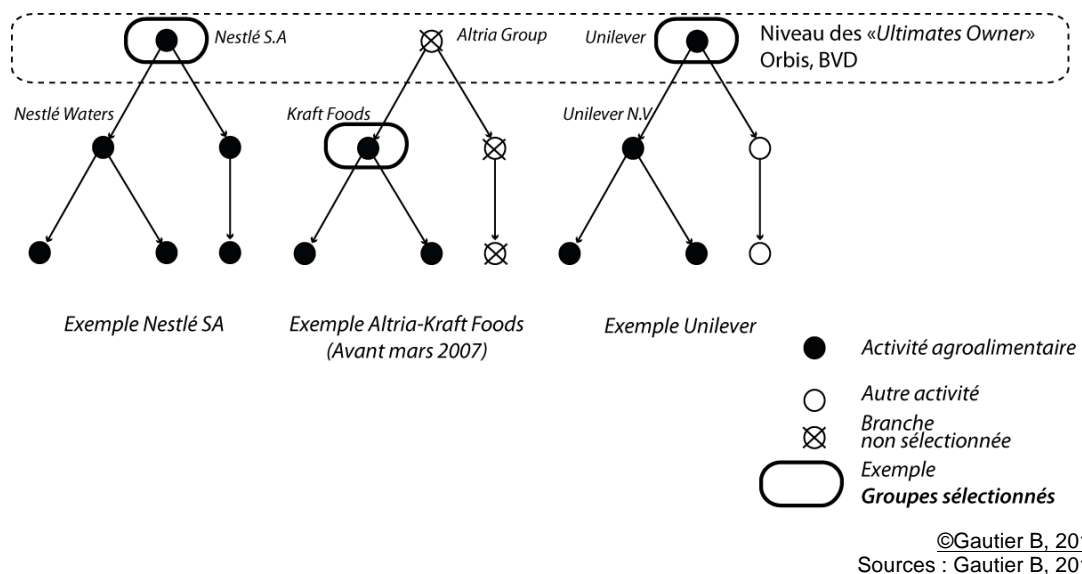 Nestlé S.A
Altria Group
Unilever
Niveau des «Ultimates Owner»
Orbis, BVD
Nestlé Waters
Kraft Foods
Unilever N.V
Exemple Nestlé SA
Exemple Altria-Kraft Foods
(Avant mars 2007)
Exemple Unilever
Activité agroalimentaire
Autre activité
Branche
non sélectionnée
Exemple
Groupes sélectionnés
©Gautier B,
Sources : Gautier B,